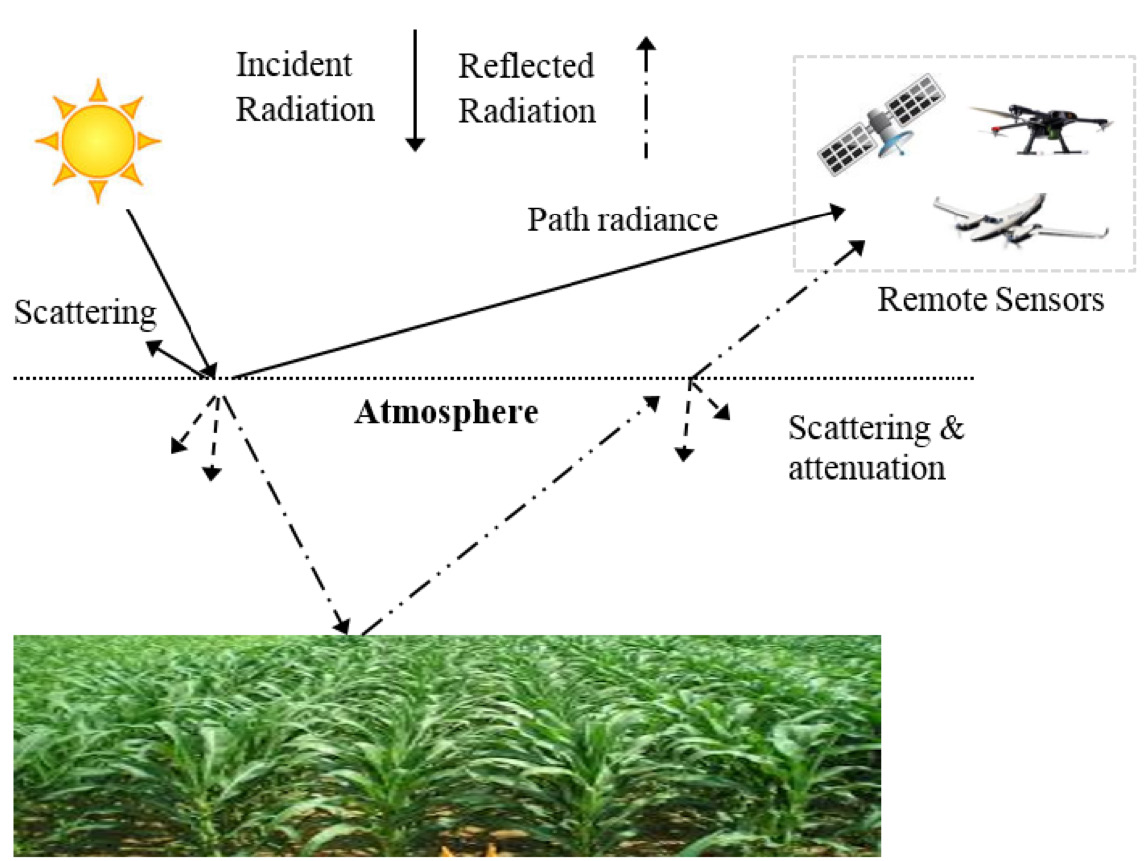 Incident
Radiation
Reflected
Radiation
Path radiance
Remote Sensors
Scattering
Atmosphere
Scattering &
attenuation